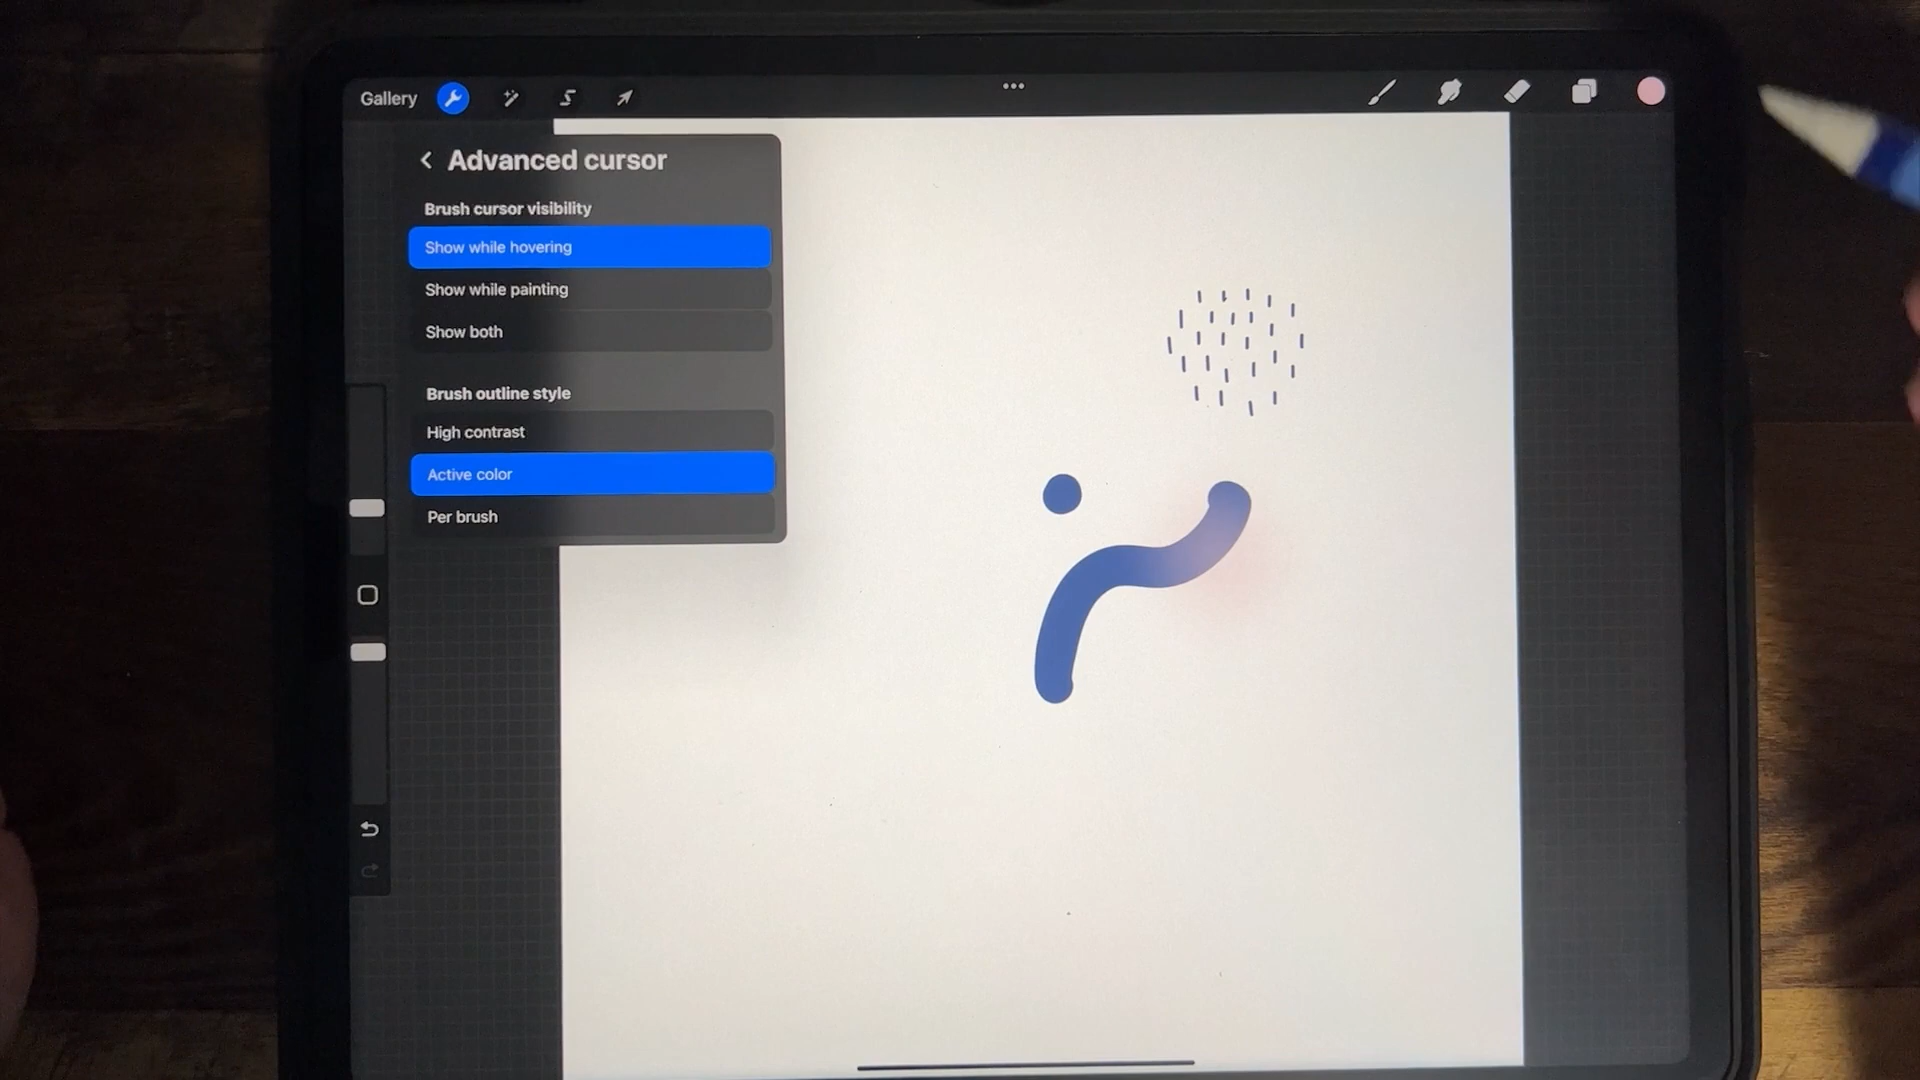 Gallery
Advanced cursor
Brush cursor visibility
Show while hovering
Show while painting
Show both
Brush outline style
High contrast
Active color
Per brush